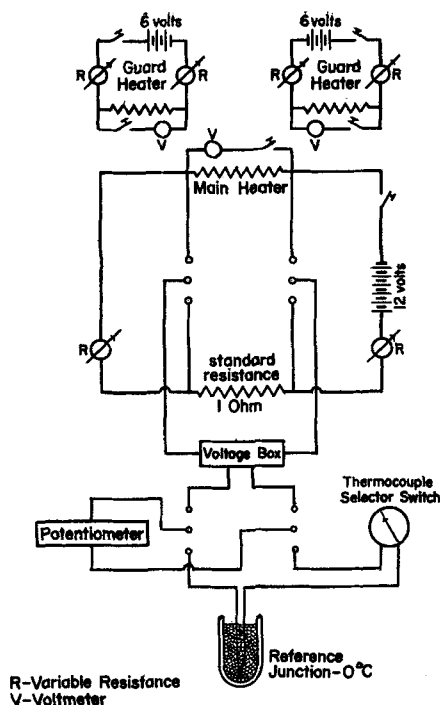 6 volts
6 volts
R
R
R
R
Guard
Heater
Guard
Heater
V
V
V
Main Heater
12 volts
R
R
standard
resistance
1 Ohm
Voltage Box
Thermocouple
Selector Switch
Potentiometer
Reference
Junction-0°C
R-Variable Resistance
V-Voltmeter